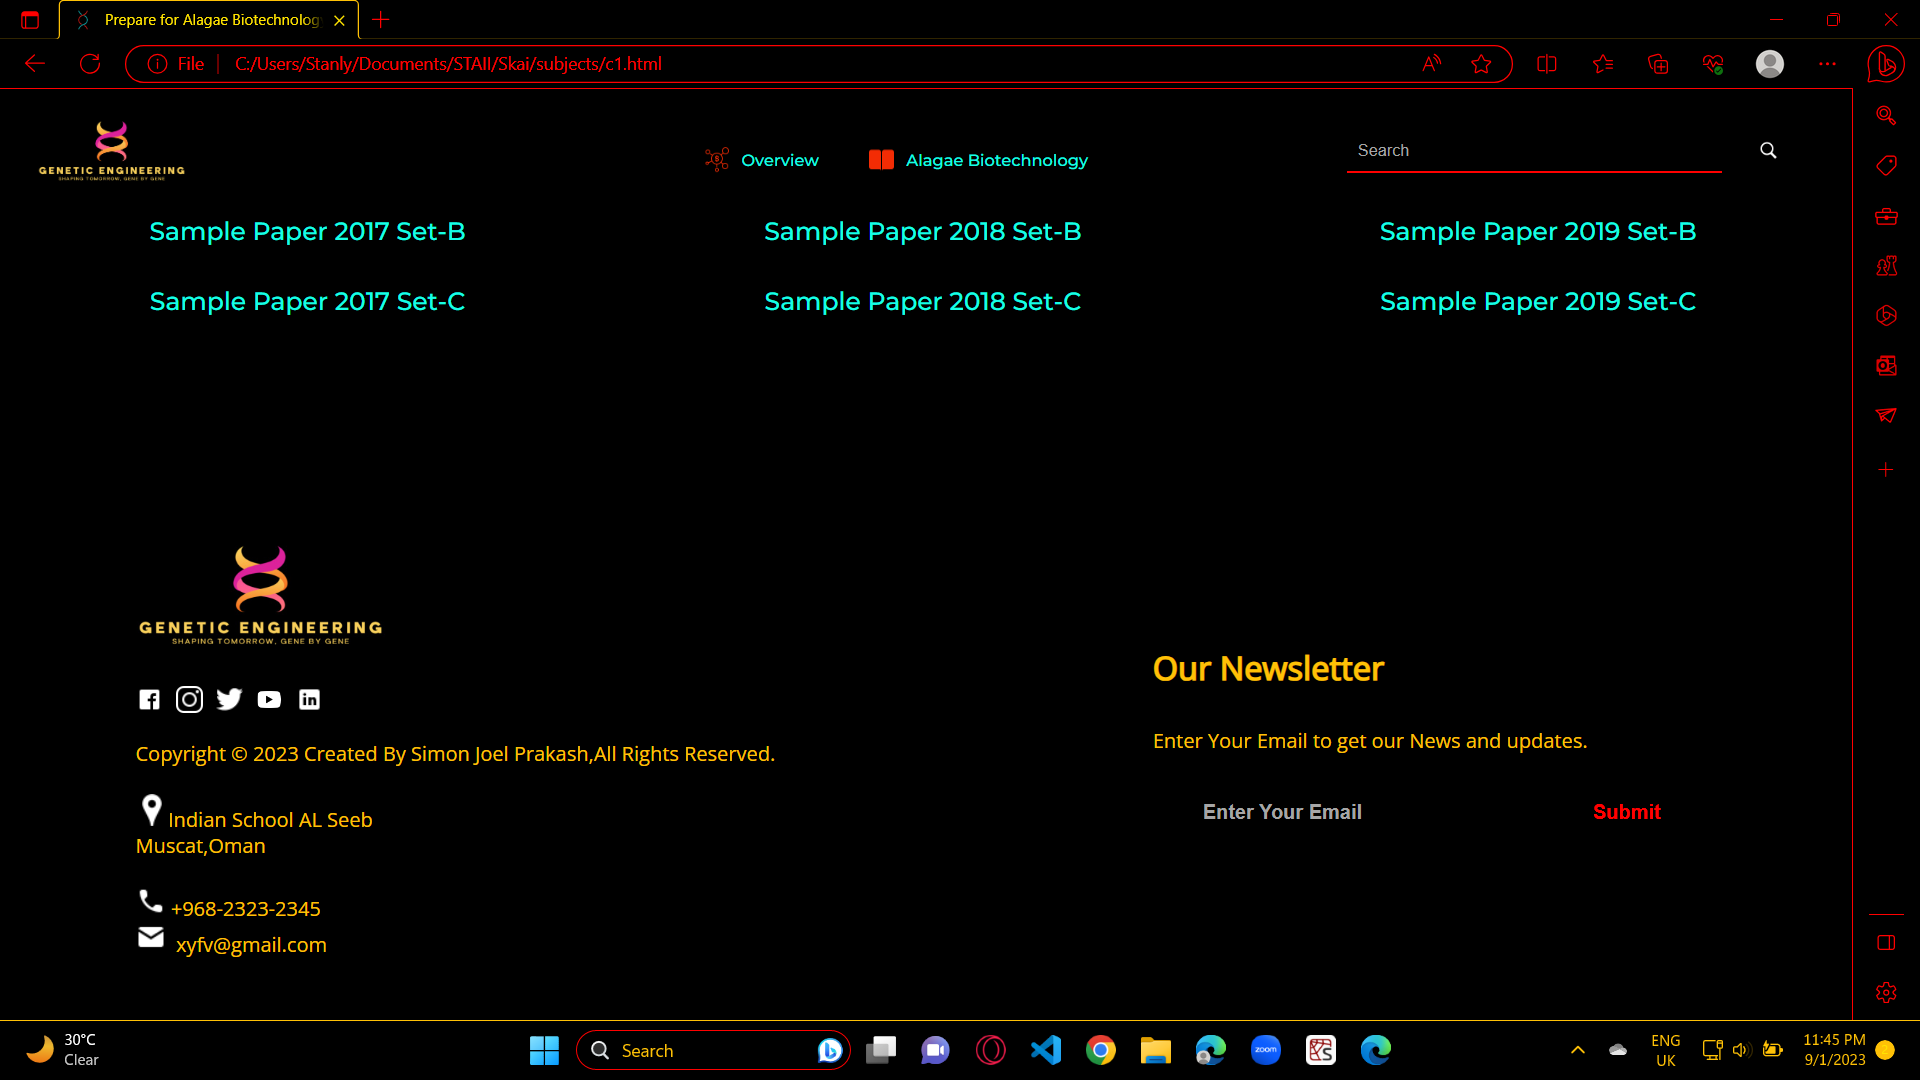 Prepare for Alagae Biotechnolog
File
C:/Users/Stanly/Documents/STAII/Skai/subjects/c1.html
GENETIC ENGINEERING
SHAPING TOMORROW, GENE BY GENE
Overview
Alagae Biotechnology
Search
Sample Paper 2017 Set-B
Sample Paper 2018 Set-B
Sample Paper 2019 Set-B
Sample Paper 2017 Set-C
Sample Paper 2018 Set-C
Sample Paper 2019 Set-C
GENETIC ENGINEERING
SHAPING TOMORROW, GENE BY GENE
Copyright © 2023 Created By Simon Joel Prakash,All Rights Reserved.
Indian School AL Seeb
Muscat,Oman
+968-2323-2345
xyfv@gmail.com
Our Newsletter
Enter Your Email to get our News and updates.
Enter Your Email
Submit
30°C
Clear
Search
zoom
ENG
UK
11:45 PM
9/1/2023